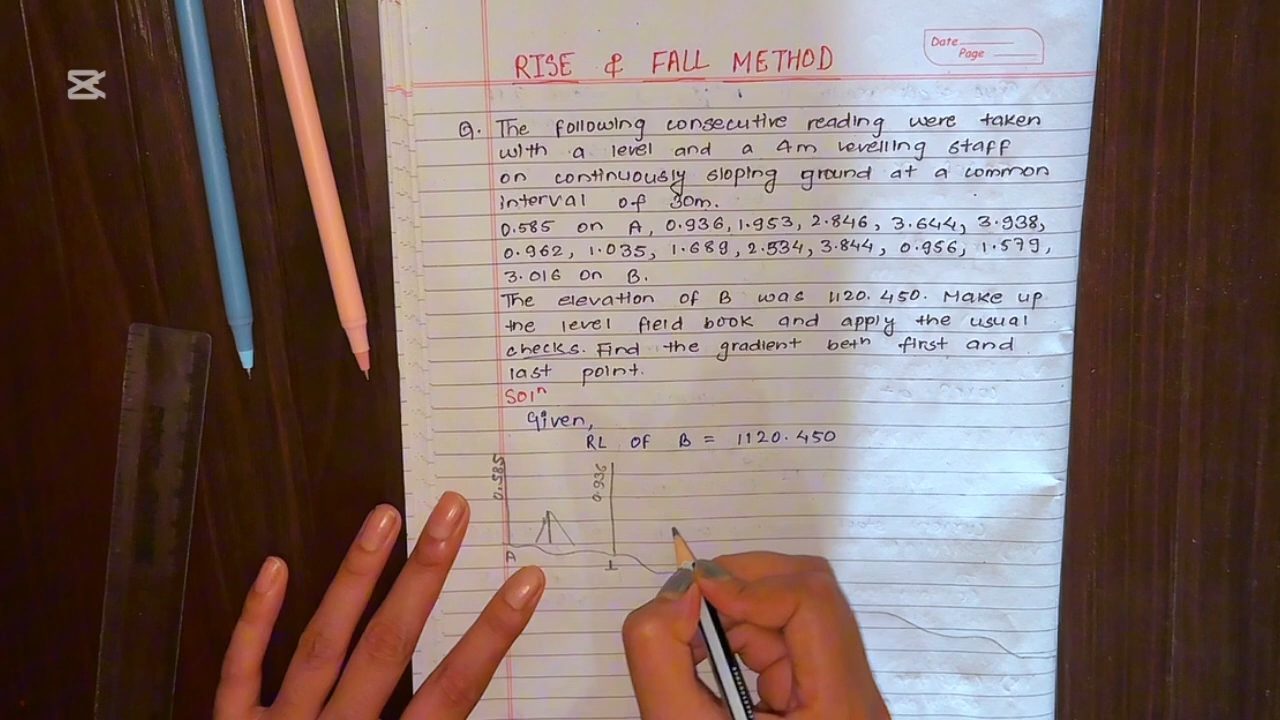 RISE & FALL METHOD
Date
Page
Q. The following consecutive reading were taken
with a level and a 4m levelling staff
on continuously sloping ground at a common
interval of 30m.
0.585 on A, 0.936, 1.953, 2.846, 3.644, 3.938,
0.962, 1.035, 1.689, 2.534, 3.844, 0.956, 1.579,
3.016 on B.
The elevation of B was 1120.450. Make up
the level field book and apply the usual
checks. Find the gradient betn first and
last point.
Soln
Given,
RL OF B = 1120.450
0.585
0.936
A
1